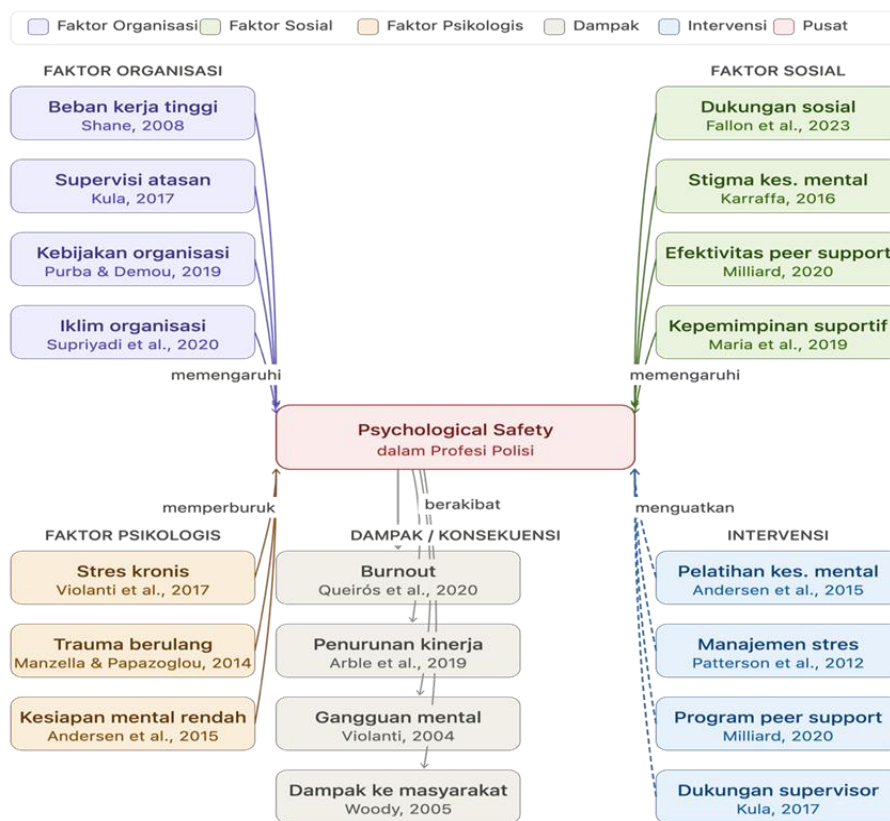 Faktor Organisasi
Faktor Sosial
Faktor Psikologis
Dampak
Intervensi
Pusat
FAKTOR ORGANISASI
Beban kerja tinggi
Shane, 2008
Supervisi atasan
Kula, 2017
Kebijakan organisasi
Purba & Demou, 2019
Iklim organisasi
Supriyadi et al., 2020
memengaruhi
FAKTOR SOSIAL
Dukungan sosial
Fallon et al., 2023
Stigma kes. mental
Karraffa, 2016
Efektivitas peer support
Milliard, 2020
Kepemimpinan suportif
Maria et al., 2019
memengaruhi
Psychological Safety
dalam Profesi Polisi
memperburuk
FAKTOR PSIKOLOGIS
Stres kronis
Violanti et al., 2017
Trauma berulang
Manzella & Papazoglou, 2014
Kesiapan mental rendah
Andersen et al., 2015
berakibat
DAMPAK / KONSEKUENSI
Burnout
Queirós et al., 2020
Penurunan kinerja
Arble et al., 2019
Gangguan mental
Violanti, 2004
Dampak ke masyarakat
Woody, 2005
menguatkan
INTERVENSI
Pelatihan kes. mental
Andersen et al., 2015
Manajemen stres
Patterson et al., 2012
Program peer support
Milliard, 2020
Dukungan supervisor
Kula, 2017